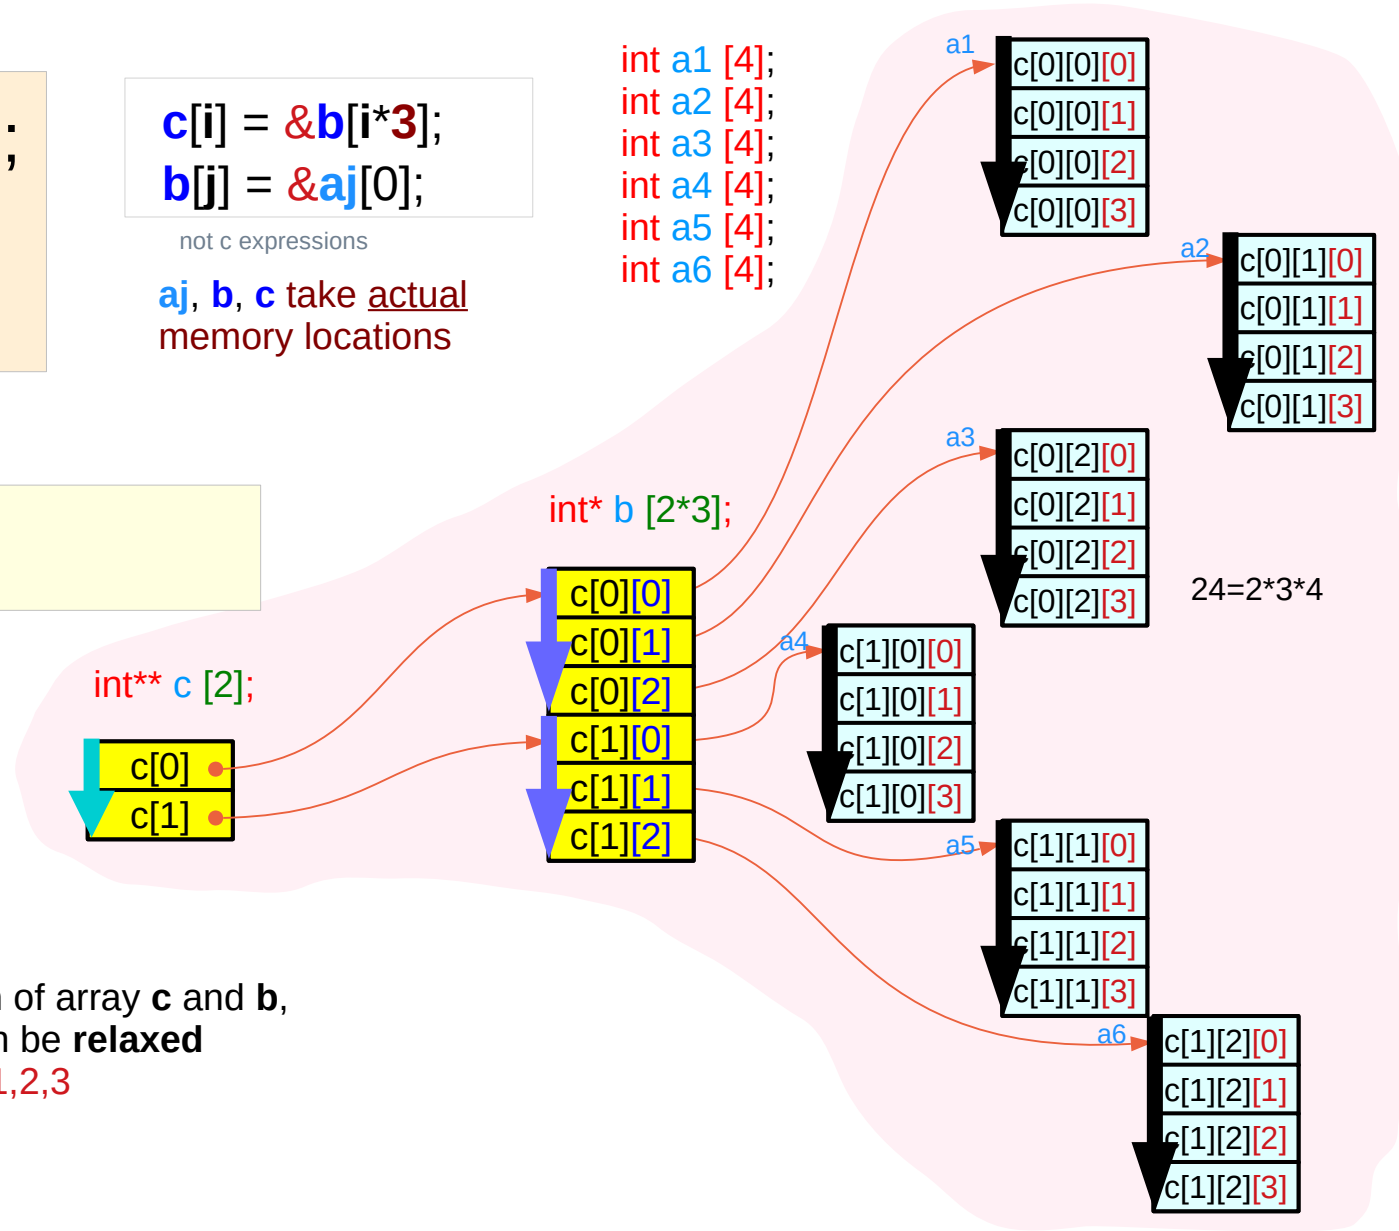 ;
c[i] = &b[i*3];
b[j] = &aj[0];
not c expressions
aj, b, c take actual
memory locations
int a1 [4];
int a2 [4];
int a3 [4];
int a4 [4];
int a5 [4];
int a6 [4];
a1
c[0][0][0]
c[0][0][1]
c[0][0][2]
c[0][0][3]
a2
c[0][1][0]
c[0][1][1]
c[0][1][2]
c[0][1][3]
a3
c[0][2][0]
c[0][2][1]
c[0][2][2]
c[0][2][3]
24=2*3*4
int* b [2*3];
c[0][0]
c[0][1]
c[0][2]
c[1][0]
c[1][1]
c[1][2]
int** c [2];
c[0]
c[1]
a4
c[1][0][0]
c[1][0][1]
c[1][0][2]
c[1][0][3]
a5
c[1][1][0]
c[1][1][1]
c[1][1][2]
c[1][1][3]
a6
c[1][2][0]
c[1][2][1]
c[1][2][2]
c[1][2][3]
of array c and b,
be relaxed
1,2,3